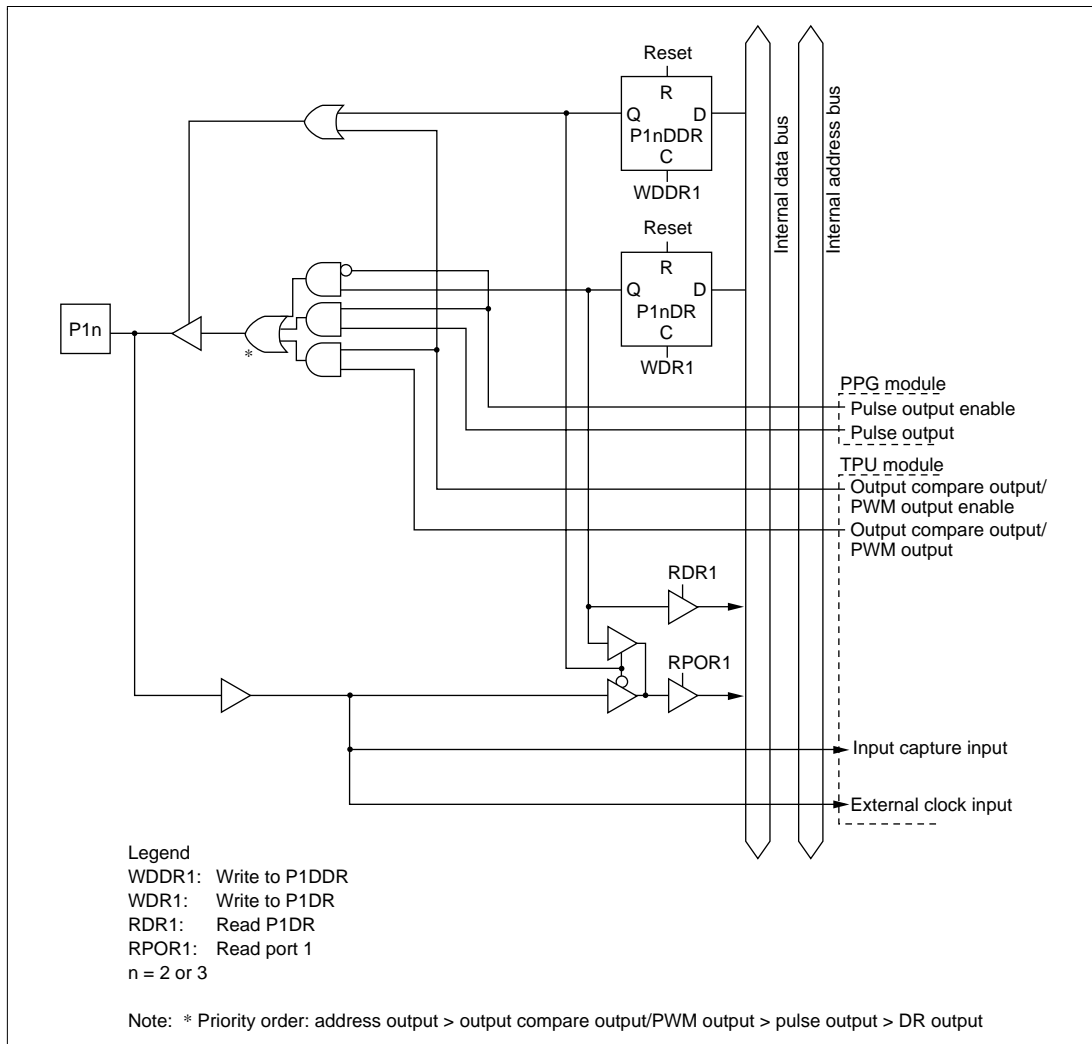 Reset
R
Q D
P1nDDR
C
WDDR1
Internal data bus
Internal address bus
Reset
R
Q D
P1nDR
C
WDR1
P1n
*
PPG module
Pulse output enable
Pulse output
TPU module
Output compare output/
PWM output enable
Output compare output/
PWM output
RDR1
RPOR1
Input capture input
External clock input
Legend
WDDR1: Write to P1DDR
WDR1: Write to P1DR
RDR1: Read P1DR
RPOR1: Read port 1
n = 2 or 3
Note: * Priority order: address output > output compare output/PWM output > pulse output > DR output